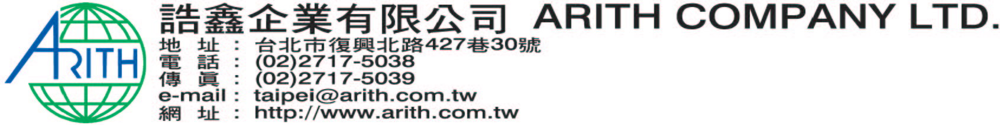 ARITH
誥鑫企業有限公司 ARITH COMPANY LTD.
地 址 : 台北市復興北路427巷30號
電 話 : (02)2717-5038
傳 眞 : (02)2717-5039
e-mail : taipei@arith.com.tw
網 址 : http://www.arith.com.tw